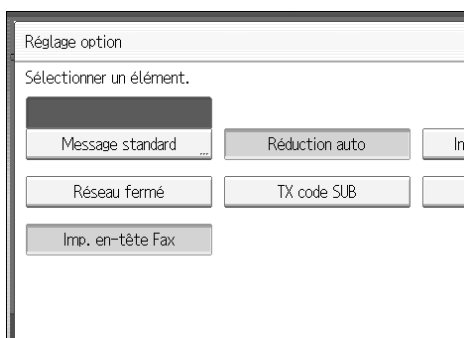 Réglage option
Sélectionner un élément.
Message standard
Réduction auto
Réseau fermé
TX code SUB
Imp. en-tête Fax